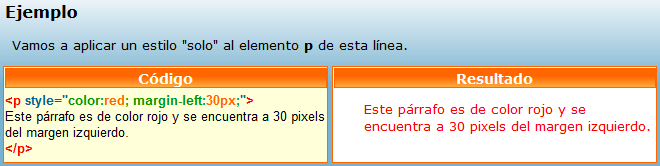 Ejemplo
Vamos a aplicar un estilo "solo" al elemento p de esta línea.
Código
<p style="color:red; margin-left:30px;">
Este párrafo es de color rojo y se encuentra a 30 pixels
del margen izquierdo.
</p>
Resultado
Este párrafo es de color rojo y se
encuentra a 30 pixels del margen izquierdo.